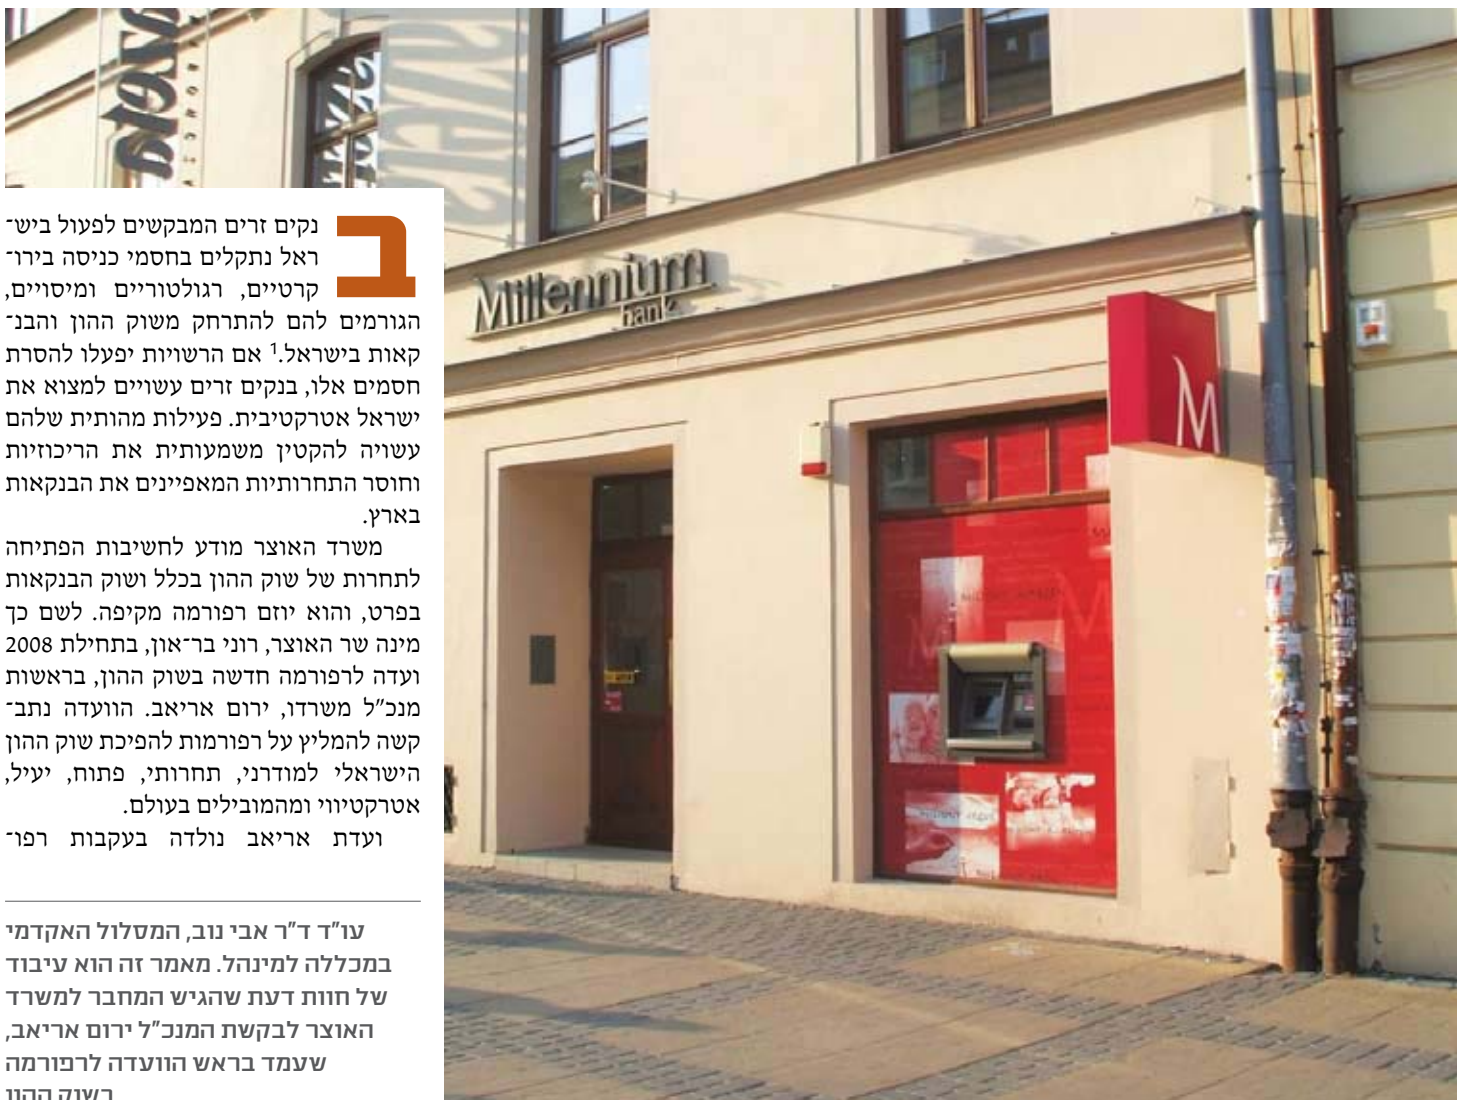 Millennium
bank
M
בנקים זרים המבקשים לפעול ביש־
ראל נתקלים בחסמי כניסה בירו־
קרטיים, רגולטוריים ומיסויים,
הגורמים להם להתרחק משוק ההון והבנ־
קאות בישראל.¹ אם הרשויות יפעלו להסרת
חסמים אלו, בנקים זרים עשויים למצוא את
ישראל אטרקטיבית. פעילות מהותית שלהם
עשויה להקטין משמעותית את הריכוזיות
וחוסר התחרותיות המאפיינים את הבנקאות
בארץ.
משרד האוצר מודע לחשיבות הפתיחה
לתחרות של שוק ההון בכלל ושוק הבנקאות
בפרט, והוא יוזם רפורמה מקיפה. לשם כך
מינה שר האוצר, רוני בר־און, בתחילת 2008
ועדה לרפורמה חדשה בשוק ההון, בראשות
מנכ"ל משרדו, ירום אריאב. הוועדה נתב־
קשה להמליץ על רפורמות להפיכת שוק ההון
הישראלי למודרני, תחרותי, פתוח, יעיל,
אטרקטיווי ומהמובילים בעולם.
ועדת אריאב נולדה בעקבות רפו־
עו"ד ד"ר אבי נוב, המסלול האקדמי
במכללה למינהל. מאמר זה הוא עיבוד
של חוות דעת שהגיש המחבר למשרד
האוצר לבקשת המנכ"ל ירום אריאב,
שעמד בראש הוועדה לרפורמה
בשוק ההון